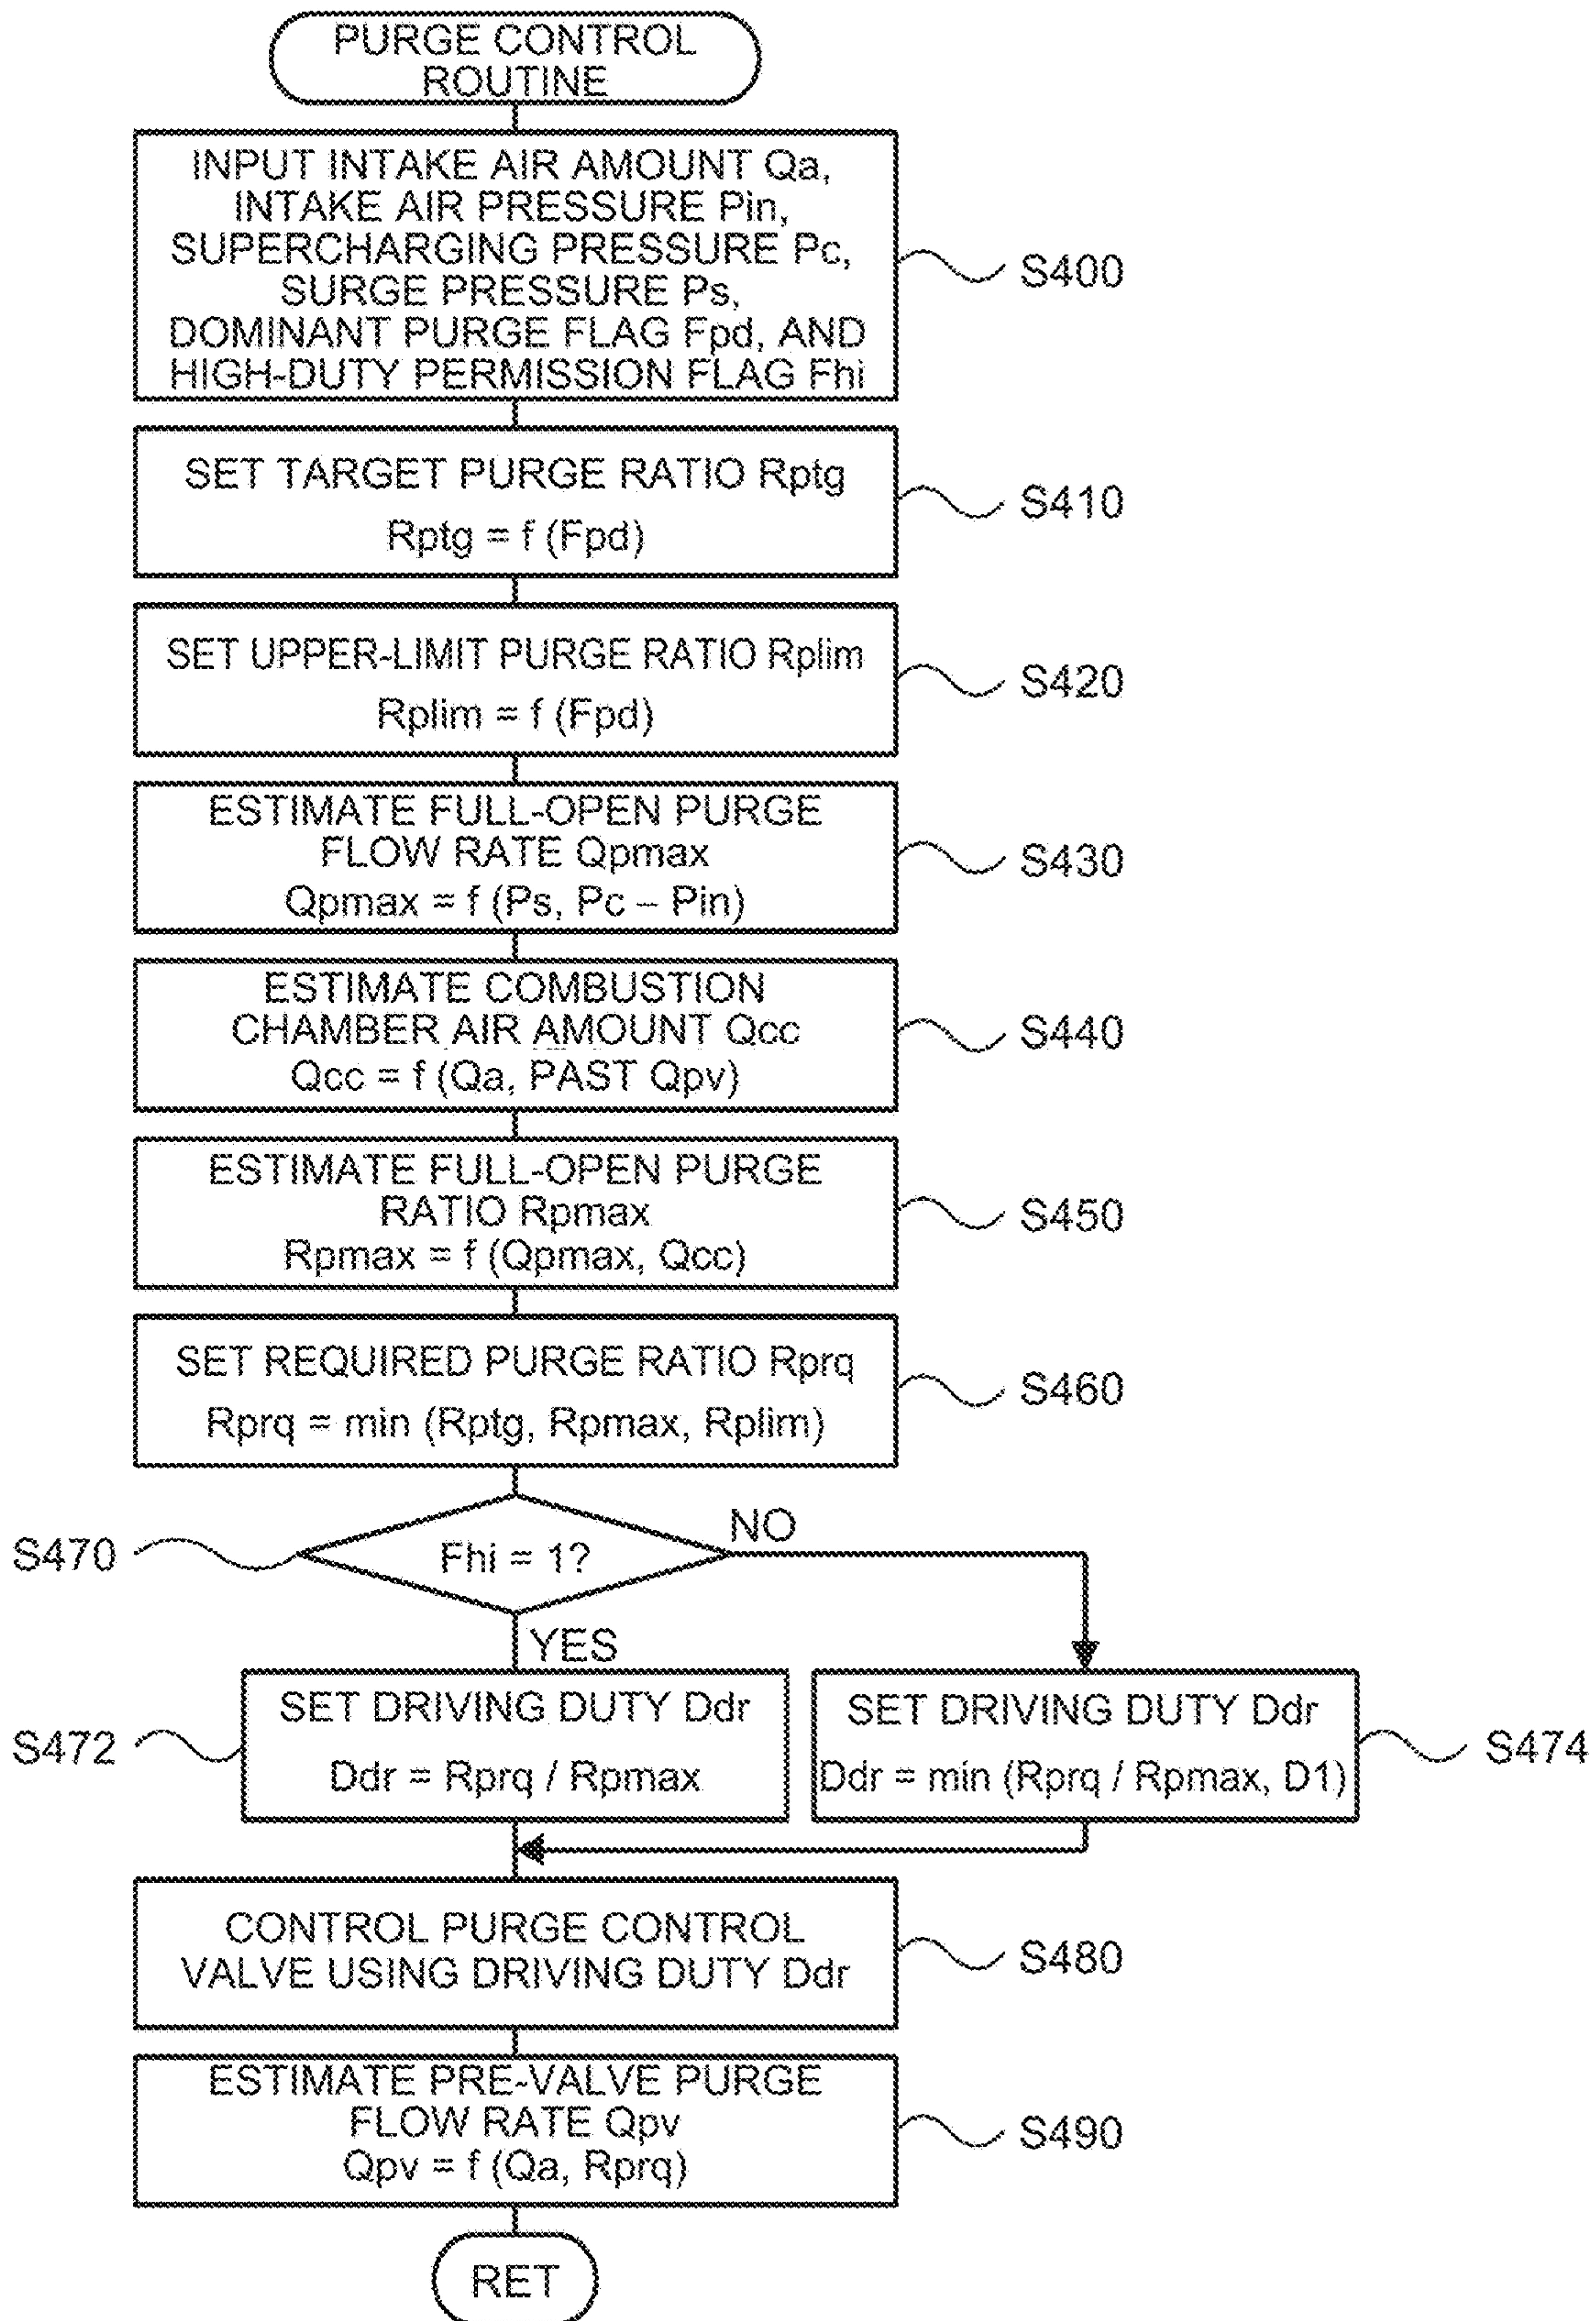 PURGE CONTROL
ROUTINE
INPUT INTAKE AIR AMOUNT Qa,
INTAKE AIR PRESSURE Pin,
SUPERCHARGING PRESSURE Pc,
SURGE PRESSURE Ps,
DOMINANT PURGE FLAG Fpd, AND
HIGH-DUTY PERMISSION FLAG Fhi
S400
SET TARGET PURGE RATIO Rptg
Rptg = f (Fpd)
S410
SET UPPER-LIMIT PURGE RATIO Rplim
Rplim = f (Fpd)
S420
ESTIMATE FULL-OPEN PURGE
FLOW RATE Qpmax
Qpmax = f (Ps, Pc – Pin)
S430
ESTIMATE COMBUSTION
CHAMBER AIR AMOUNT Qcc
Qcc = f (Qa, PAST Qpv)
S440
ESTIMATE FULL-OPEN PURGE
RATIO Rpmax
Rpmax = f (Qpmax, Qcc)
S450
SET REQUIRED PURGE RATIO Rprq
Rprq = min (Rptg, Rpmax, Rplim)
S460
S470
Fhi = 1?
NO
YES
S472
SET DRIVING DUTY Ddr
Ddr = Rprq / Rpmax
SET DRIVING DUTY Ddr
Ddr = min (Rprq / Rpmax, D1)
S474
CONTROL PURGE CONTROL
VALVE USING DRIVING DUTY Ddr
S480
ESTIMATE PRE-VALVE PURGE
FLOW RATE Qpv
Qpv = f (Qa, Rprq)
S490
RET